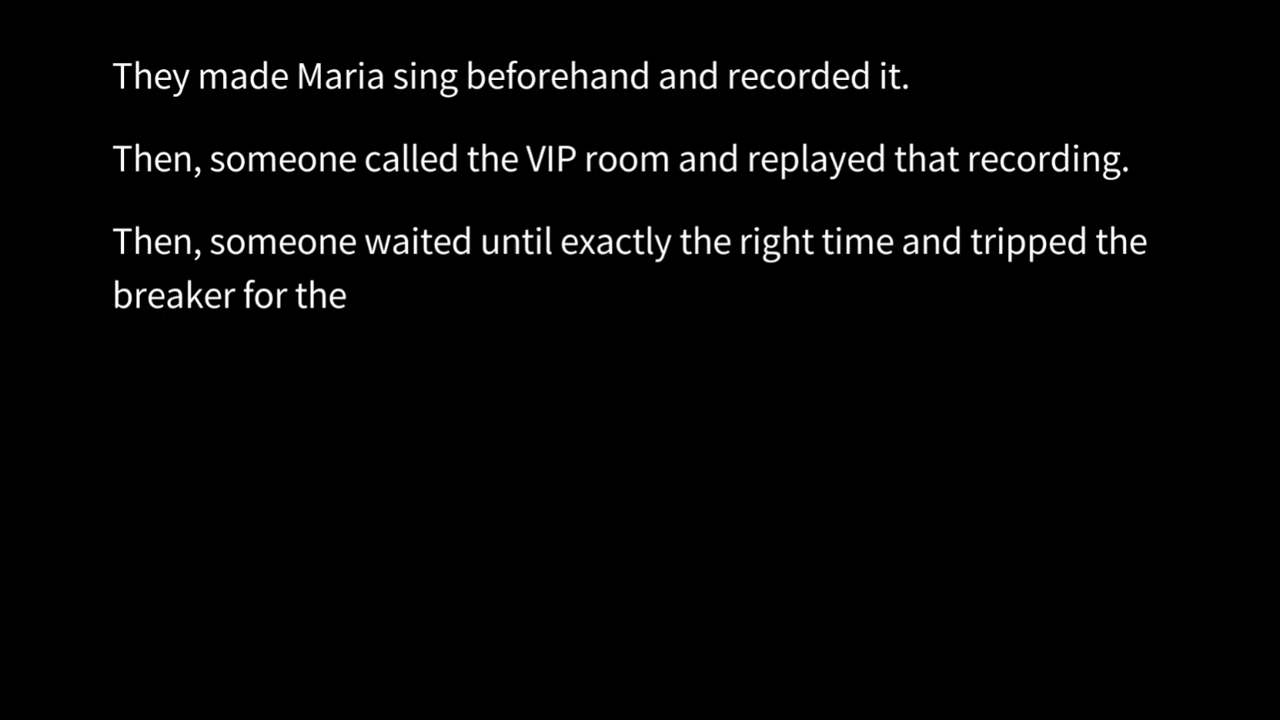 They made Maria sing beforehand and recorded it.
Then, someone called the VIP room and replayed that recording.
Then, someone waited until exactly the right time and tripped the
breaker for the